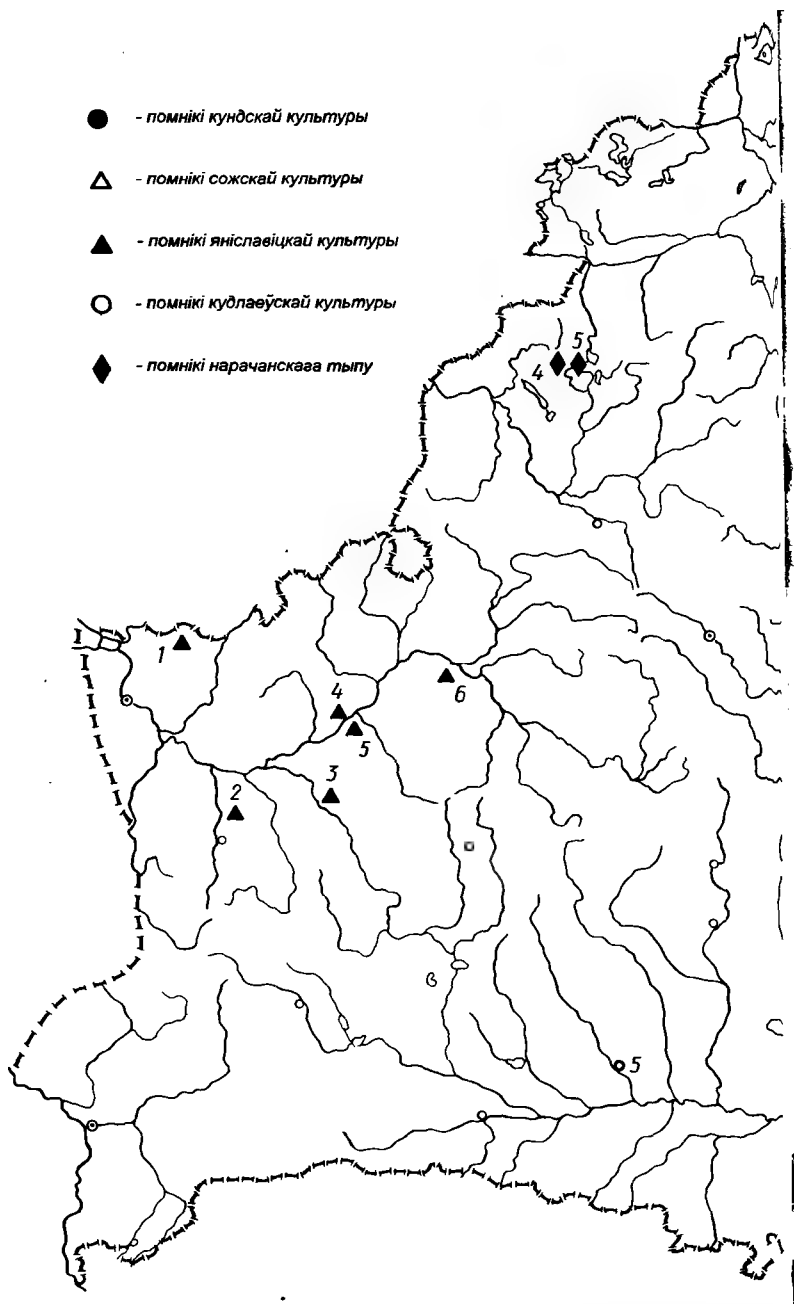 - помнікі кундскай культуры
- помнікі сожскай культуры
- помнікі яніславіцкай культуры
- помнікі кудлаеўскай культуры
- помнікі нарачанскага тыпу
4 5
1
4
5
6
3
2
5